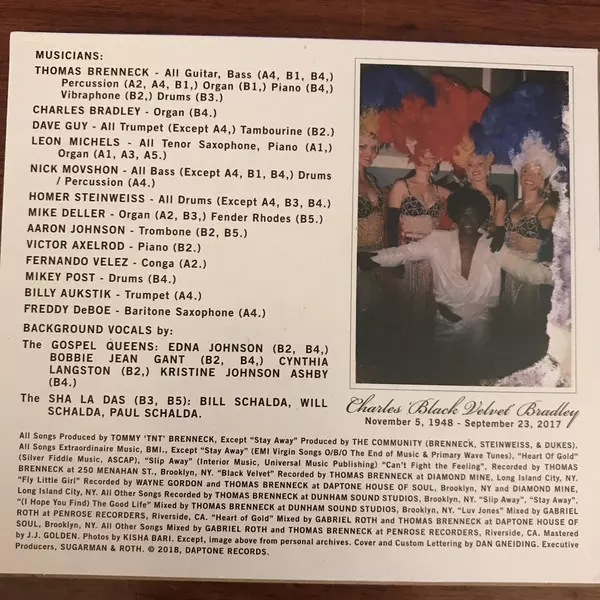 MUSICIANS:
THOMAS BRENNECK - All Guitar, Bass (A4, B1, B4,)
Percussion (A2, A4, B1,) Organ (B1,) Piano (B4,)
Vibraphone (B2,) Drums (B3.)
CHARLES BRADLEY - Organ (B4.)
DAVE GUY - All Trumpet (Except A4,) Tambourine (B2.)
LEON MICHELS - All Tenor Saxophone, Piano (A1,)
Organ (A1, A3, A5.)
NICK MOVSHON - All Bass (Except A4, B1, B4,) Drums
/ Percussion (A4.)
HOMER STEINWEISS - All Drums (Except A4, B3, B4.)
MIKE DELLER - Organ (A2, B3,) Fender Rhodes (B5.)
AARON JOHNSON - Trombone (B2, B5.)
VICTOR AXELROD - Piano (B2.)
FERNANDO VELEZ - Conga (A2.)
MIKEY POST - Drums (B4.)
BILLY AUKSTIK - Trumpet (A4.)
FREDDY DeBOE - Baritone Saxophone (A4.)
BACKGROUND VOCALS by:
The GOSPEL QUEENS: EDNA JOHNSON (B2, B4,)
BOBBIE JEAN GANT (B2, B4,) CYNTHIA
LANGSTON (B2,) KRISTINE JOHNSON ASHBY
(B4.)
The SHA LA DAS (B3, B5): BILL SCHALDA, WILL
SCHALDA, PAUL SCHALDA.
Charles "Black Velvet" Bradley
November 5, 1948 - September 23, 2017
All Songs Produced by TOMMY 'TNT' BRENNECK, Except "Stay Away" Produced by THE COMMUNITY (BRENNECK, STEINWEISS, & DUKES).
All Songs Extraordinaire Music, BMI., Except "Stay Away" (EMI Virgin Songs O/B/O The End of Music & Primary Wave Tunes), "Heart Of Gold"
(Silver Fiddle Music, ASCAP), "Slip Away" (Interior Music, Universal Music Publishing) "Can't Fight the Feeling", Recorded by THOMAS
BRENNECK at 250 MENAHAN ST., Brooklyn, NY. "Black Velvet" Recorded by THOMAS BRENNECK at DIAMOND MINE, Long Island City, NY.
"Fly Little Girl" Recorded by WAYNE GORDON and THOMAS BRENNECK at DAPTONE HOUSE OF SOUL, Brooklyn, NY and DIAMOND MINE,
Long Island City, NY. All Other Songs Recorded by THOMAS BRENNECK at DUNHAM SOUND STUDIOS, Brooklyn, NY. "Slip Away", "Stay Away"
"(I Hope You Find) The Good Life" Mixed by THOMAS BRENNECK at DUNHAM SOUND STUDIOS, Brooklyn, NY. "Luv Jones" Mixed by GABRIEL
ROTH at PENROSE RECORDERS, Riverside, CA. "Heart of Gold" Mixed by GABRIEL ROTH and THOMAS BRENNECK at DAPTONE HOUSE OF
SOUL, Brooklyn, NY. All Other Songs Mixed by GABRIEL ROTH and THOMAS BRENNECK at PENROSE RECORDERS, Riverside, CA. Mastered
by J.J. GOLDEN. Photos by KISHA BARI. Except, image above from personal archives. Cover and Custom Lettering by DAN GNEIDING. Executive
Producers, SUGARMAN & ROTH. © 2018, DAPTONE RECORDS.